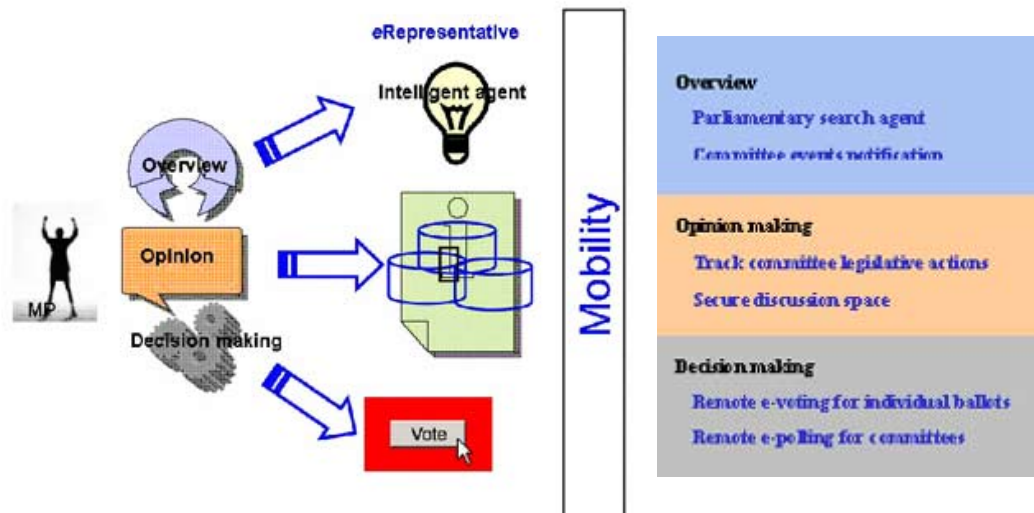 eRepresentative
Intelligent agent
Overview
Opinion
MP
Decision making
Vote
Mobility
Overview
Parliamentary search agent
Committee events notification
Opinion making
Track committee legislative actions
Secure discussion space
Decision making
Remote e-voting for individual ballots
Remote e-polling for committees